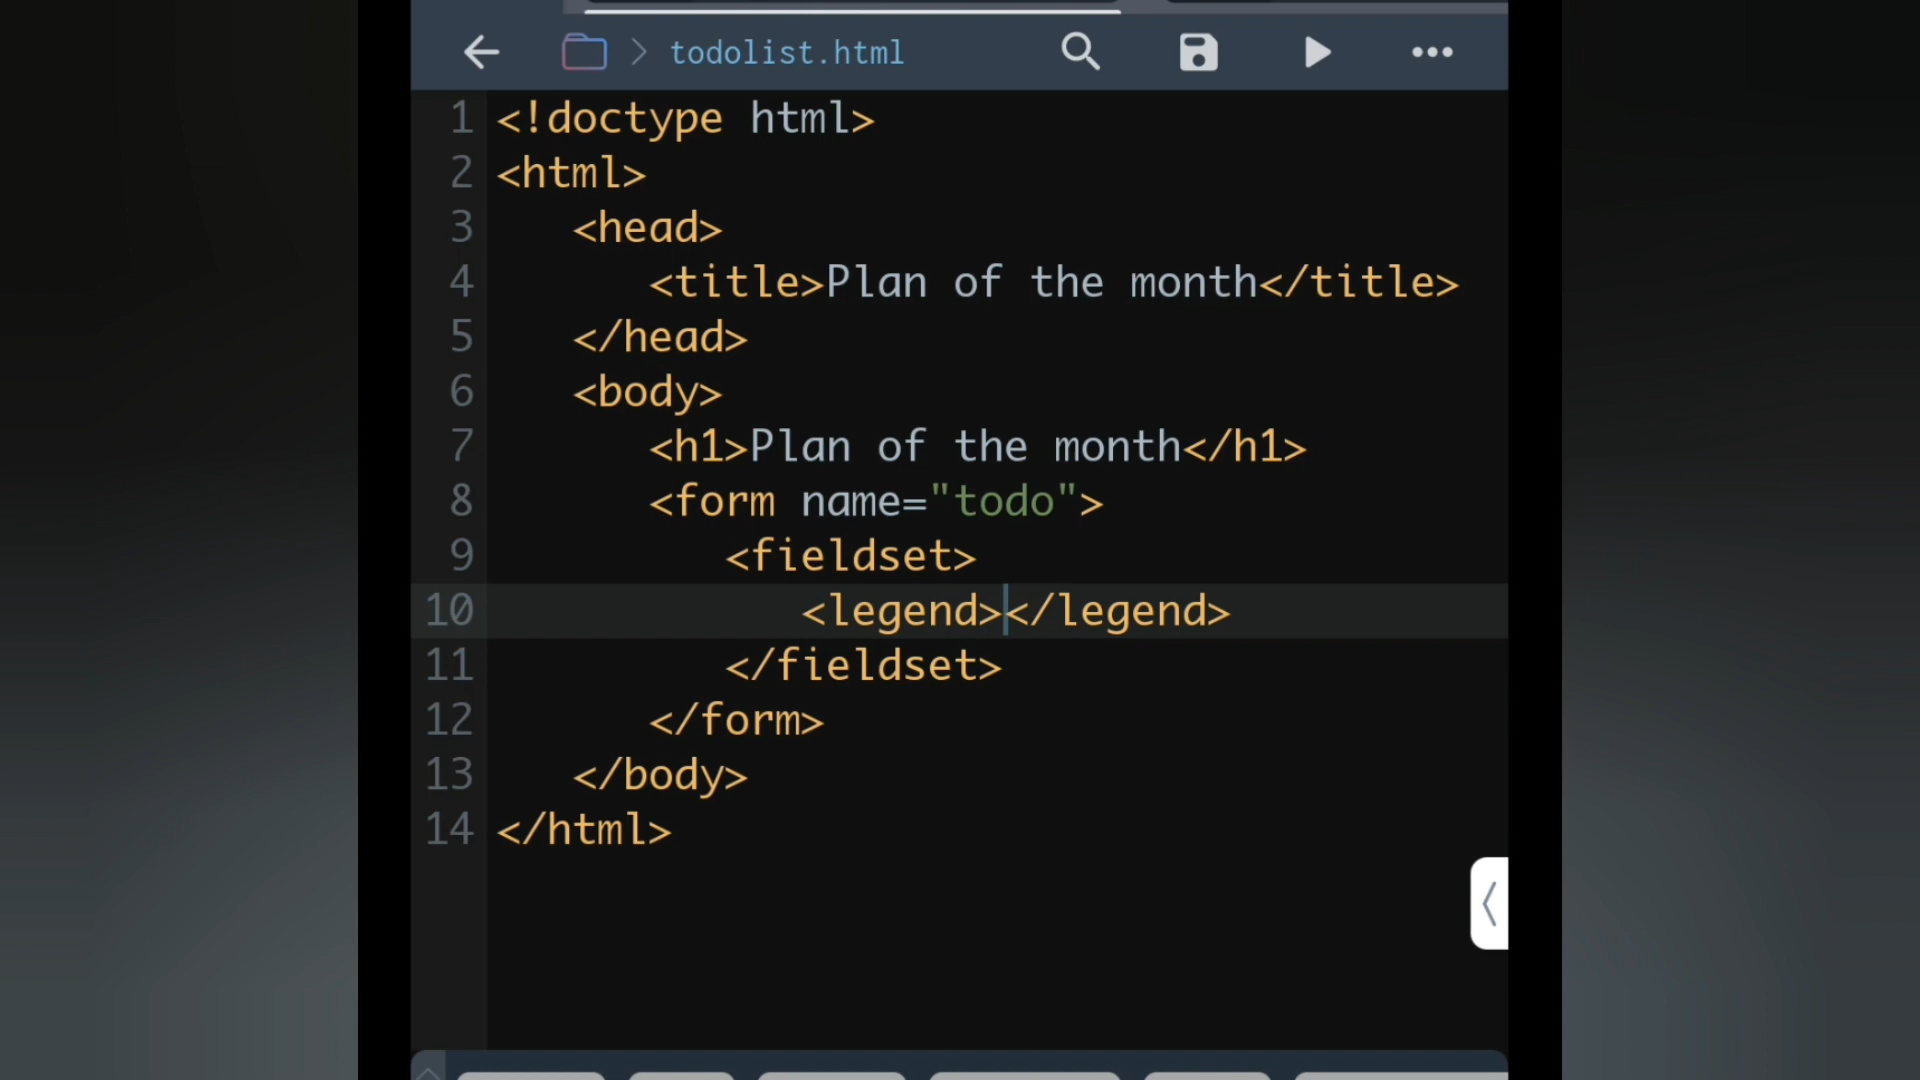 todolist.html
1 <!doctype html>
2 <html>
3 <head>
4 <title>Plan of the month</title>
5 </head>
6 <body>
7 <h1>Plan of the month</h1>
8 <form name="todo">
9 <fieldset>
10 <legend></legend>
11 </fieldset>
12 </form>
13 </body>
14 </html>